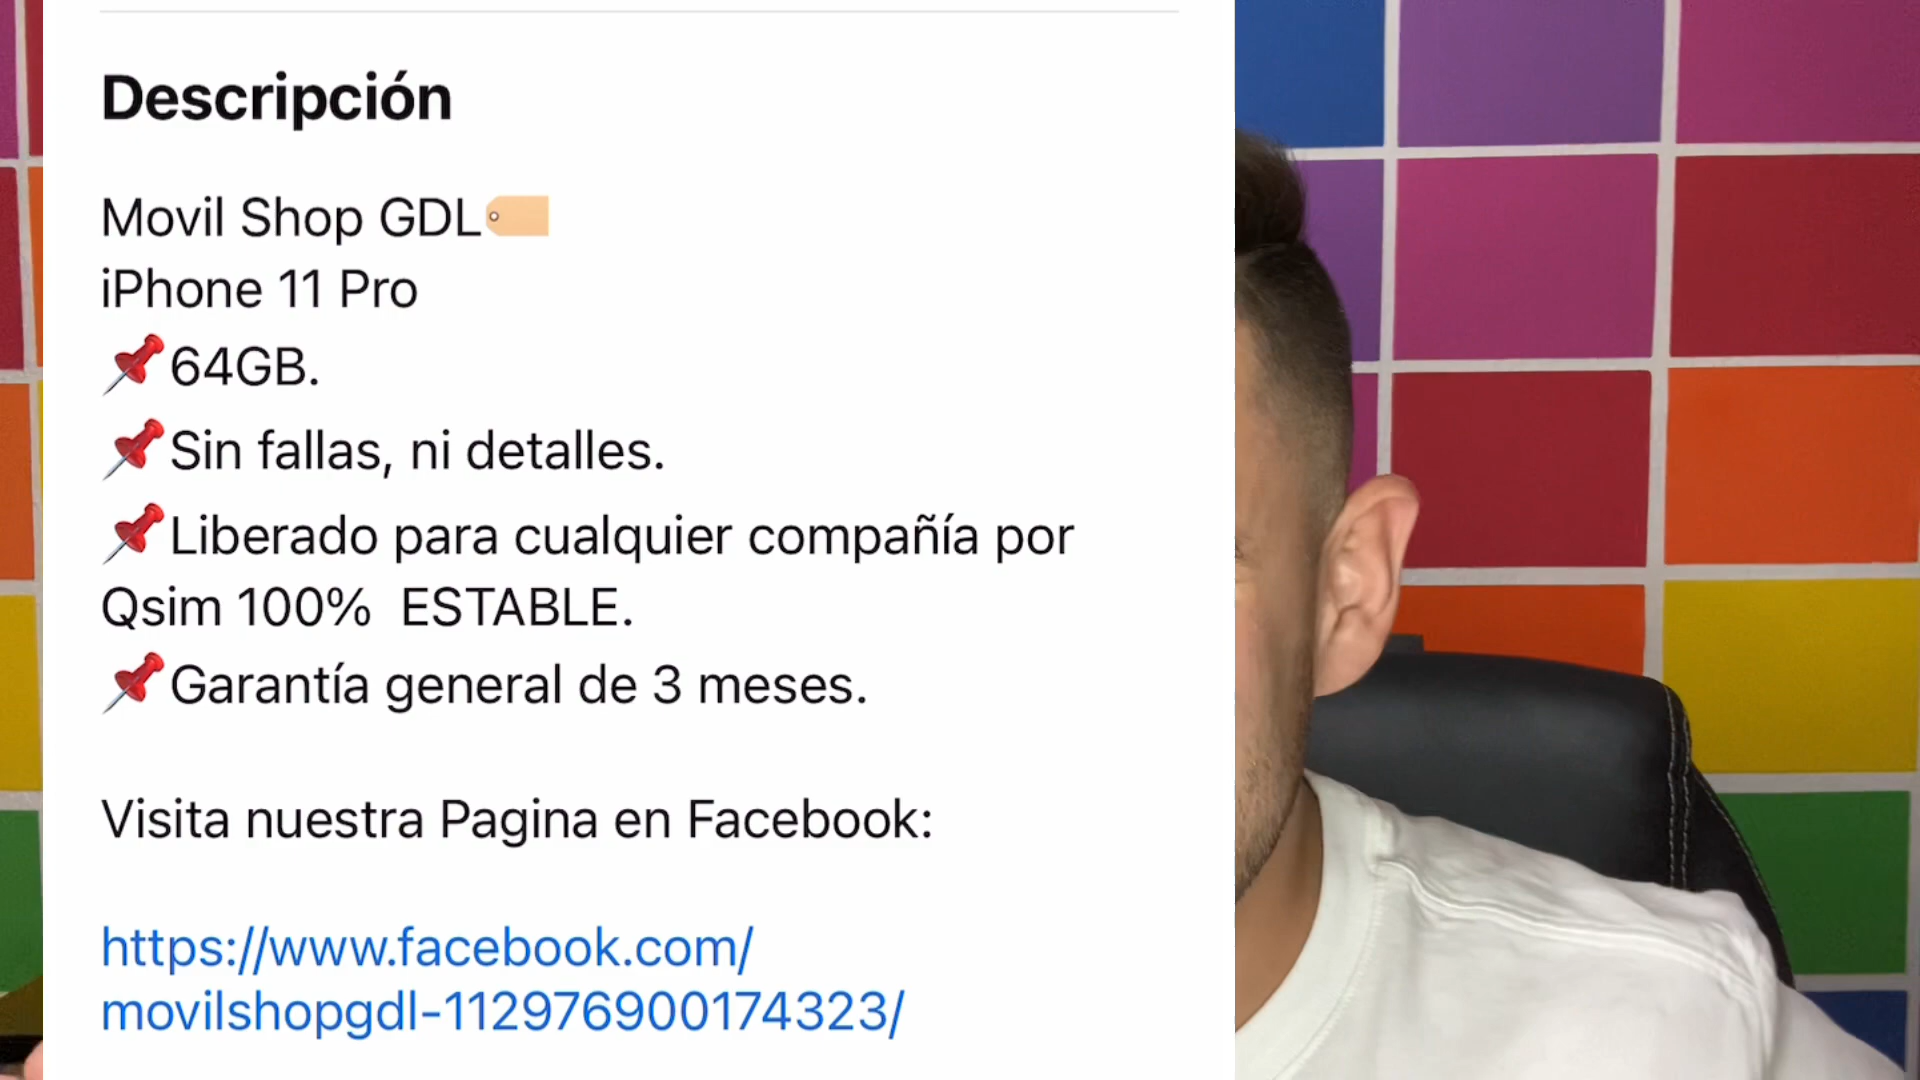 Descripción
Movil Shop GDL
iPhone 11 Pro
64GB.
Sin fallas, ni detalles.
Liberado para cualquier compañía por
Qsim 100% ESTABLE.
Garantía general de 3 meses.
Visita nuestra Pagina en Facebook:
https://www.facebook.com/
movilshopgdl-112976900174323/